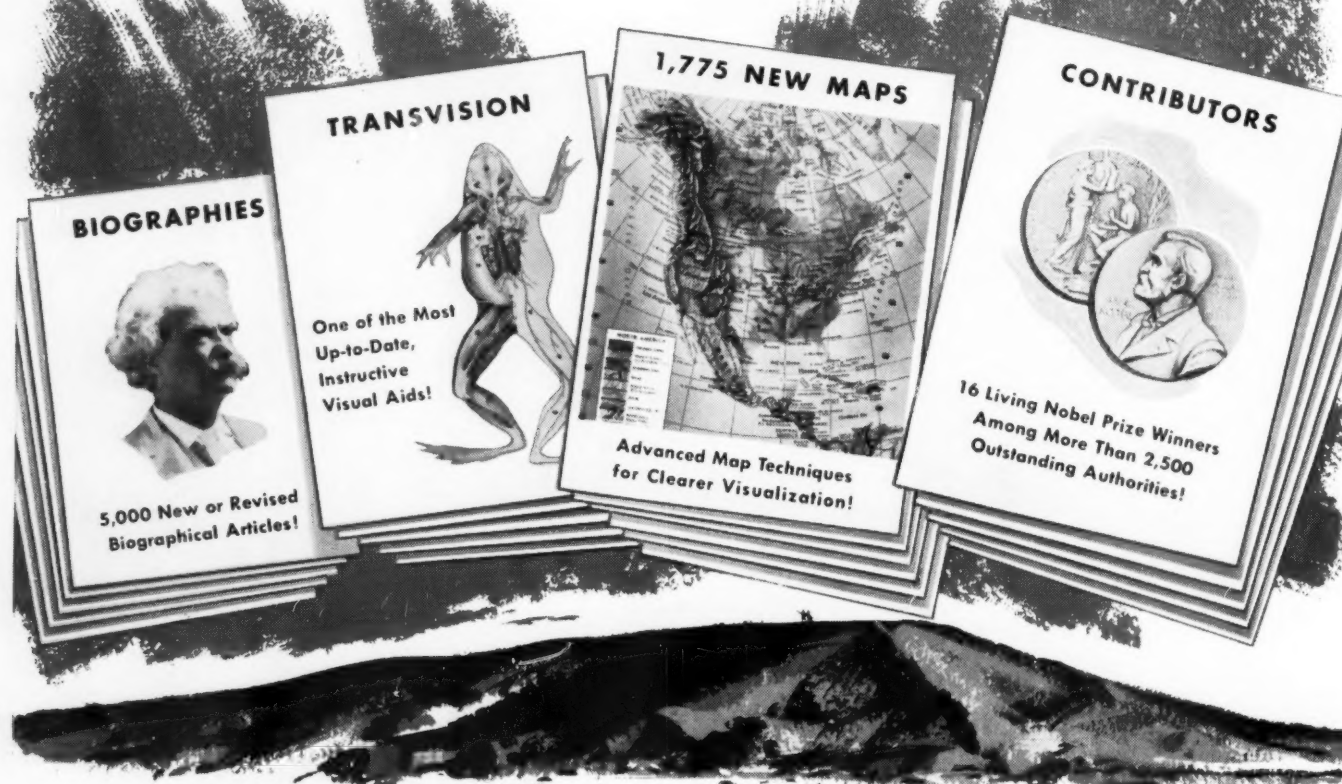 BIOGRAPHIES
5,000 New or Revised
Biographical Articles!
TRANSVISION
One of the Most
Up-to-Date,
Instructive
Visual Aids!
1,775 NEW MAPS
NORTH AMERICA
Advanced Map Techniques
for Clearer Visualization!
CONTRIBUTORS
16 Living Nobel Prize Winners
Among More Than 2,500
Outstanding Authorities!